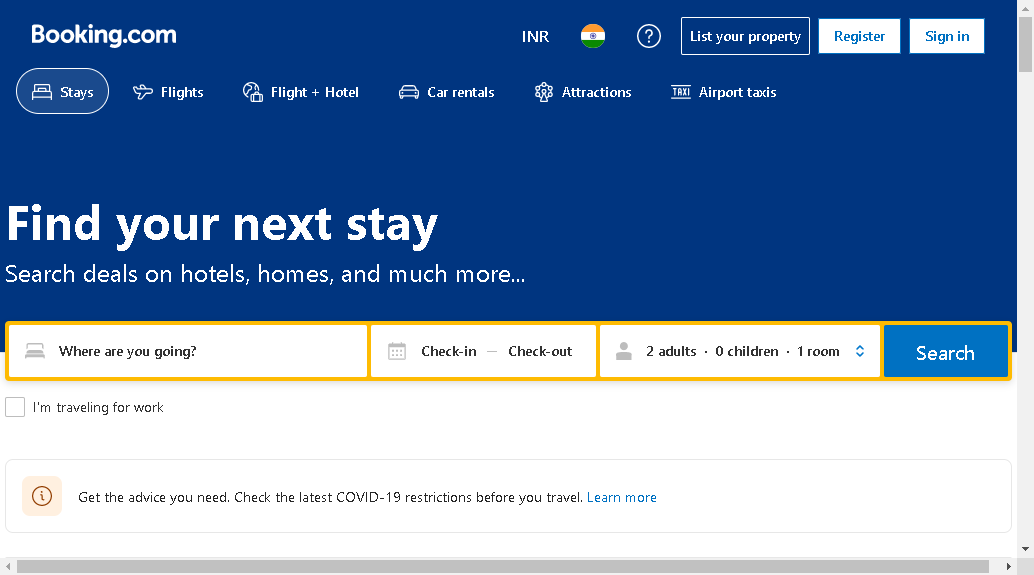 Booking.com
INR
?
List your property
Register
Sign in
Stays
Flights
Flight + Hotel
Car rentals
Attractions
TAXI
Airport taxis
Find your next stay
Search deals on hotels, homes, and much more...
Where are you going?
Check-in — Check-out
2 adults · 0 children · 1 room
Search
I'm traveling for work
Get the advice you need. Check the latest COVID-19 restrictions before you travel. Learn more